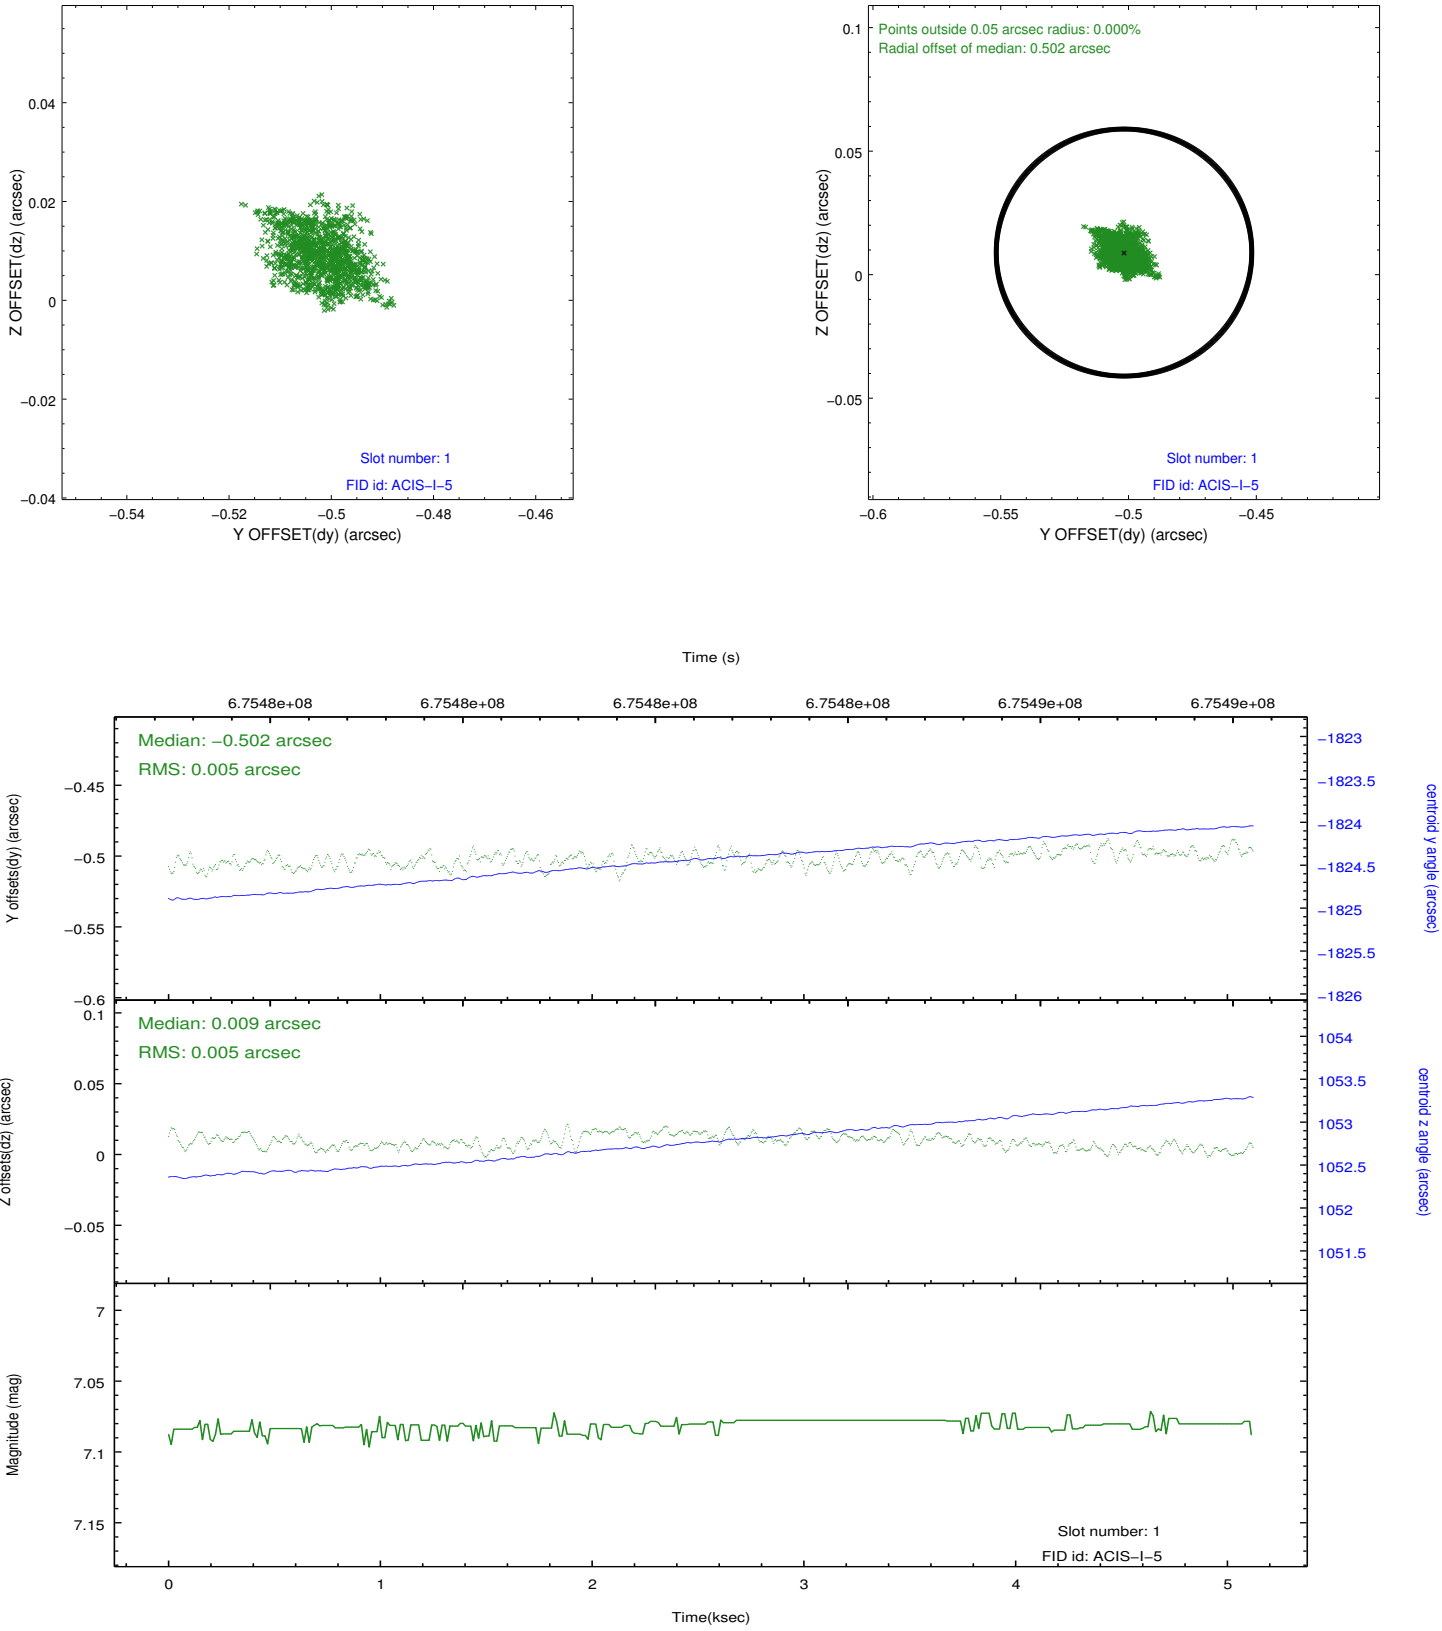 0.04
0.02
0
−0.02
−0.04
Z OFFSET(dz) (arcsec)
Slot number: 1
FID id: ACIS−I−5
−0.54
−0.52
−0.5
−0.48
−0.46
Y OFFSET(dy) (arcsec)
Points outside 0.05 arcsec radius: 0.000%
Radial offset of median: 0.502 arcsec
0.1
0.05
0
−0.05
Z OFFSET(dz) (arcsec)
Slot number: 1
FID id: ACIS−I−5
−0.6
−0.55
−0.5
−0.45
Y OFFSET(dy) (arcsec)
Time (s)
6.7548e+08
6.7548e+08
6.7548e+08
6.7548e+08
6.7549e+08
6.7549e+08
Median: −0.502 arcsec
RMS: 0.005 arcsec
−0.45
−0.5
−0.55
−0.6
Y offsets(dy) (arcsec)
−1823
−1823.5
−1824
−1824.5
−1825
−1825.5
−1826
centroid y angle (arcsec)
Median: 0.009 arcsec
RMS: 0.005 arcsec
0.1
0.05
0
−0.05
Z offsets(dz) (arcsec)
1054
1053.5
1053
1052.5
1052
1051.5
centroid z angle (arcsec)
7
7.05
7.1
7.15
Magnitude (mag)
Slot number: 1
FID id: ACIS−I−5
0
1
2
3
4
5
Time(ksec)